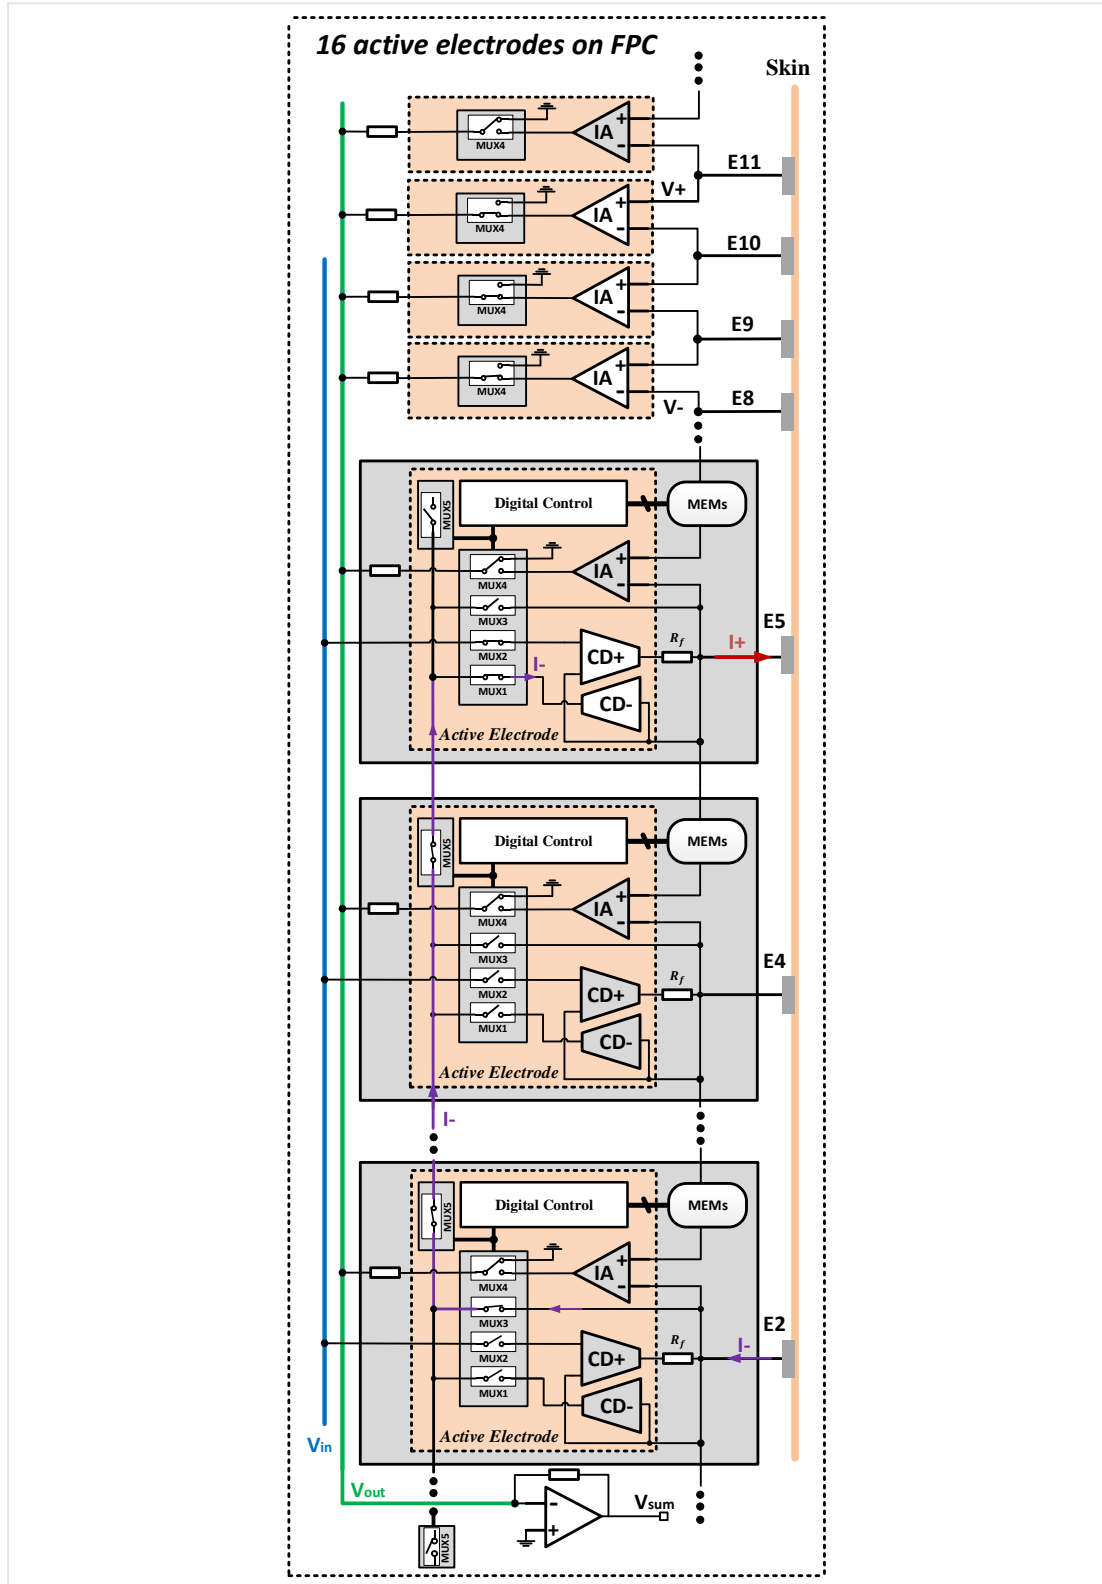 16 active electrodes on FPC
Skin
IA
+
-
MUX4
E11
V+
IA
+
-
MUX4
E10
IA
+
-
MUX4
E9
IA
+
-
MUX4
V-
E8
MUX5
Digital Control
MEMs
IA
+
-
MUX4
MUX3
E5
MUX2
CD+
Rf
I+
I-
MUX1
CD-
Active Electrode
MUX5
Digital Control
MEMs
IA
+
-
MUX4
MUX3
E4
MUX2
CD+
Rf
MUX1
CD-
Active Electrode
I-
MUX5
Digital Control
MEMs
IA
+
-
MUX4
MUX3
E2
MUX2
CD+
Rf
I-
MUX1
CD-
Active Electrode
Vin
Vout
-
+
Vsum
MUX5